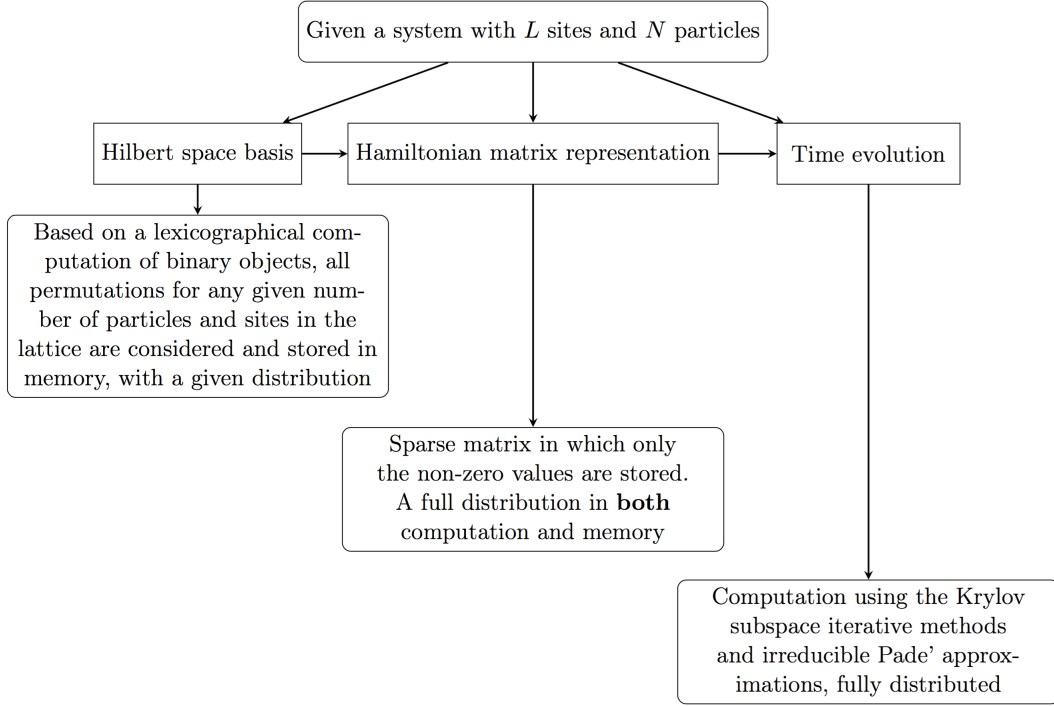 Given a system with L sites and N particles
Hilbert space basis
Hamiltonian matrix representation
Time evolution
Based on a lexicographical com-
putation of binary objects, all
permutations for any given num-
ber of particles and sites in the
lattice are considered and stored in
memory, with a given distribution
Sparse matrix in which only
the non-zero values are stored.
A full distribution in both
computation and memory
Computation using the Krylov
subspace iterative methods
and irreducible Pade' approx-
imations, fully distributed